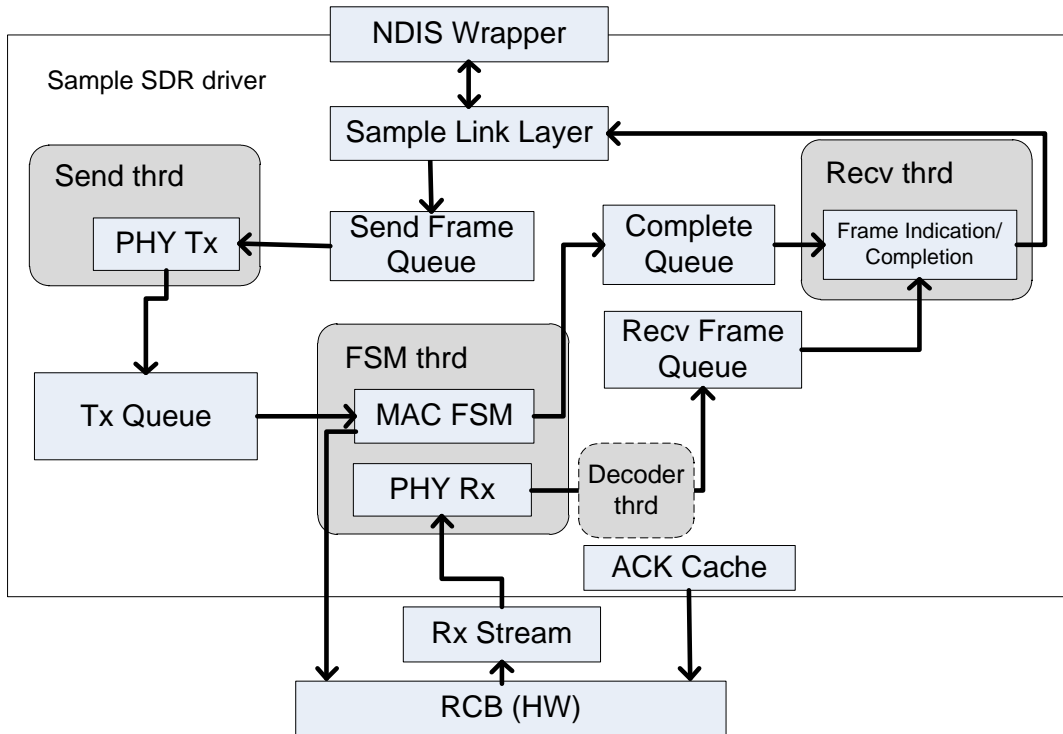 NDIS Wrapper
Sample SDR driver
Sample Link Layer
Send thrd
Recv thrd
PHY Tx
Send Frame
Queue
Complete
Queue
Frame Indication/
Completion
Recv Frame
Queue
FSM thrd
Tx Queue
MAC FSM
PHY Rx
Decoder
thrd
ACK Cache
Rx Stream
RCB (HW)